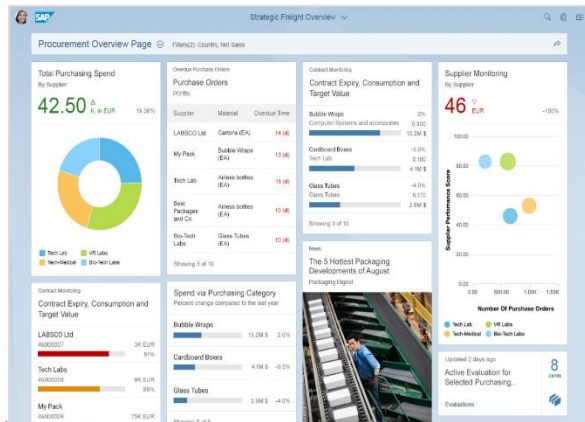 SAP
Strategic Freight Overview
Procurement Overview Page
Filters(2): Country, Net Sales
Total Purchasing Spend
By Supplier
42.50
K in EUR
19.36%
Tech Lab
VR Labs
Tech-Medical
Bio-Tech Labs
Overdue Purchase Orders
Purchase Orders
Supplier
Material
Overdue Time
LABSCO Ltd
Cartons (EA)
14 (d)
My Pack
Bubble Wraps
(EA)
13 (d)
Tech Lab
Airless bottles
(EA)
11 (d)
Best
Packages
and Co.
Airless bottles
(EA)
10 (d)
Bio-Tech
Labs
Glass Tubes
(EA)
10 (d)
Showing 5 of 10
Contract Monitoring
Contract Expiry, Consumption and
Target Value
Bubble Wraps
2%
Computer Systems and accessories
0.300
13.2M $
Cardboard Boxes
-5.0%
Tech Lab
4.1M $
Glass Tubes
-4.0%
Glass Tubes
0.170
3.9M $
Showing 3 of 10
Supplier Monitoring
By Supplier
46
EUR
-100%
Supplier Performance Score
100.00
80.00
60.00
40.00
20.00
0.00
0.00
500.00
1.00K
1.50K
Number Of Purchase Orders
Tech Lab
VR Labs
Tech-Medical
Bio-Tech Labs
Contract Monitoring
Contract Expiry, Consumption and
Target Value
LABSCO Ltd
46000007
3K EUR
91%
Tech Labs
46000008
9K EUR
88%
My Pack
46000009
75K EUR
Spend via Purchasing Category
Percent change compared to the last year
Bubble Wraps
13.2M $
2.0%
Cardboard Boxes
4.1M $
Glass Tubes
3.9M $
-4.0%
News
The 5 Hottest Packaging
Developments of August
Packaging Digest
Updated 2 days ago
Active Evaluation for
Selected Purchasing...
Evaluations
8
cards